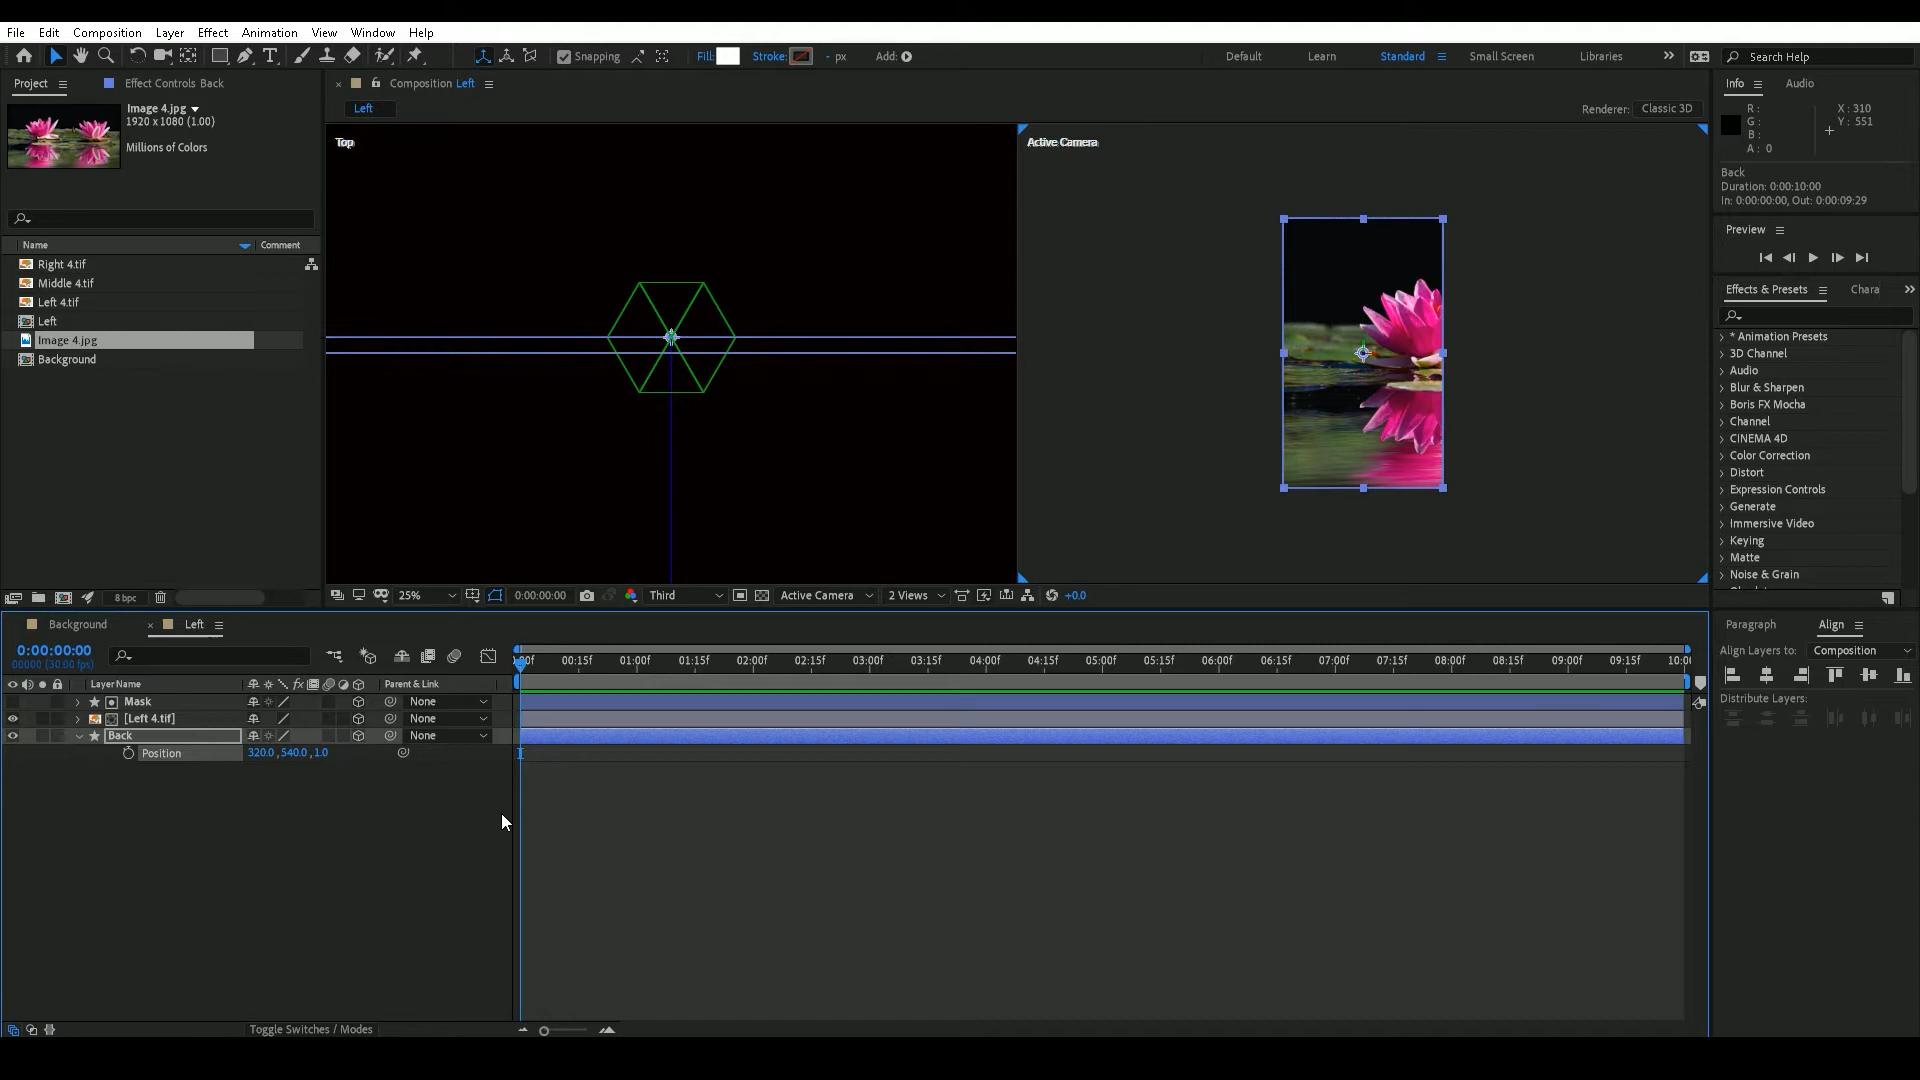 File Edit Composition Layer Effect Animation View Window Help
Snapping Fill: Stroke: - px Add: Default Learn Standard Small Screen Libraries >> Search Help
Project Effect Controls Back
Image 4.jpg
1920 x 1080 (1.00)
Millions of Colors
Name Comment
Right 4.tif
Middle 4.tif
Left 4.tif
Left
Image 4.jpg
Background
8 bpc
Composition Left
Left
Renderer: Classic 3D
Top
Active Camera
25% 0:00:00:00 Third Active Camera 2 Views +0.0
Info Audio
R: X: 310
G: Y: 551
B:
A: 0
Back
Duration: 0:00:10:00
In: 0:00:00:00, Out: 0:00:09:29
Preview
Effects & Presets Chara >>
* Animation Presets
3D Channel
Audio
Blur & Sharpen
Boris FX Mocha
Channel
CINEMA 4D
Color Correction
Distort
Expression Controls
Generate
Immersive Video
Keying
Matte
Noise & Grain
Paragraph Align
Align Layers to: Composition
Distribute Layers:
Background Left
0:00:00:00
00000 (30.00 fps)
00:15f 01:00f 01:15f 02:00f 02:15f 03:00f 03:15f 04:00f 04:15f 05:00f 05:15f 06:00f 06:15f 07:00f 07:15f 08:00f 08:15f 09:00f 09:15f 10:0
Layer Name fx Parent & Link
Mask None
[Left 4.tif] None
Back None
Position 320.0, 540.0, 1.0
Toggle Switches / Modes